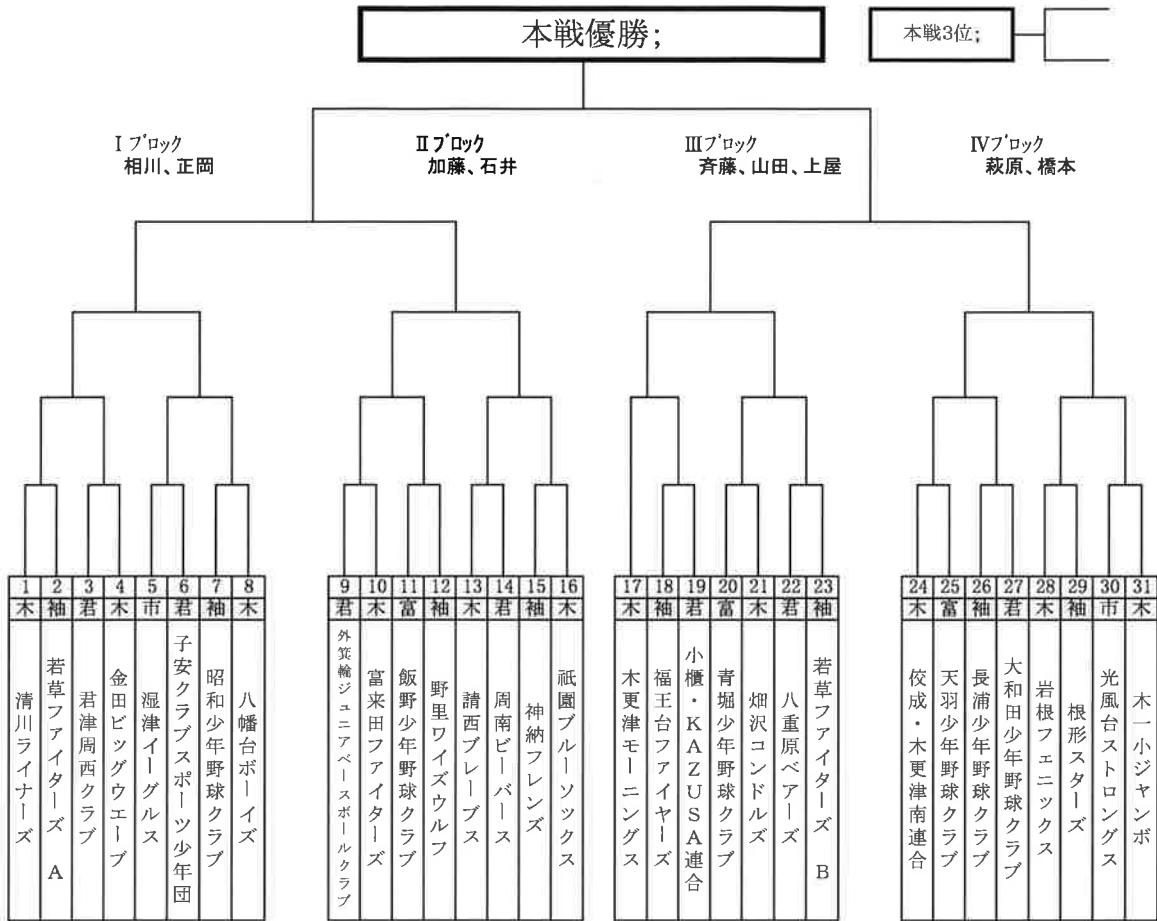 本戦優勝;
本戦3位;
Ⅰブロック
相川、正岡
Ⅱブロック
加藤、石井
Ⅲブロック
斉藤、山田、上屋
Ⅳブロック
萩原、橋本
1 2 3 4 5 6 7 8
木 袖 君 木 市 君 袖 木
清川ライナーズ
若草ファイターズ A
君津周西クラブ
金田ビッグウエーブ
湿津イーグルス
子安クラブスポーツ少年団
昭和少年野球クラブ
八幡台ボーイズ
9 10 11 12 13 14 15 16
君 木 富 袖 木 君 袖 木
外箕輪ジュニアベースボールクラブ
富来田ファイターズ
飯野少年野球クラブ
野里ワイズウルフ
請西ブレーブス
周南ビーバース
神納フレンズ
祇園ブルーソックス
17 18 19 20 21 22 23
木 袖 君 富 木 君 袖
木更津モーニングス
福王台ファイヤーズ
小櫃・KAZUSA連合
青堀少年野球クラブ
畑沢コンドルズ
八重原ベアーズ
若草ファイターズ B
24 25 26 27 28 29 30 31
木 富 袖 君 木 袖 市 木
佼成・木更津南連合
天羽少年野球クラブ
長浦少年野球クラブ
大和田少年野球クラブ
岩根フェニックス
根形スターズ
光風台ストロングス
木一小ジャンボ